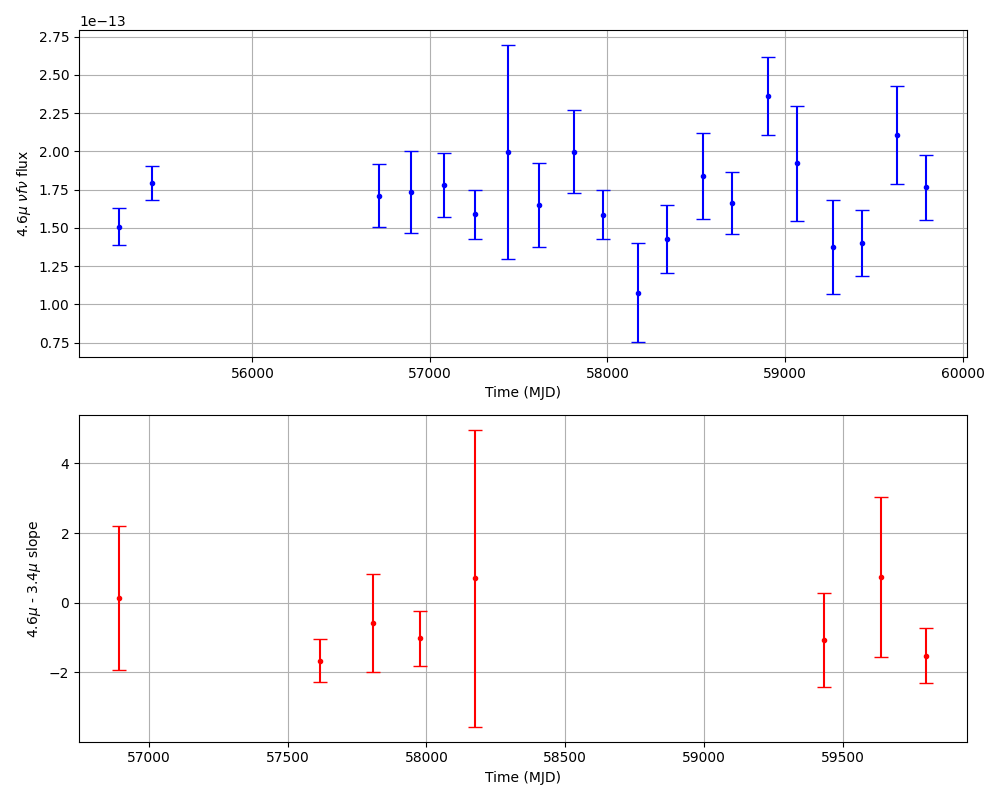 1e−13
2.75
2.50
2.25
2.00
1.75
1.50
1.25
1.00
0.75
4.6μ νfν flux
56000 57000 58000 59000 60000
Time (MJD)
4
2
0
−2
4.6μ - 3.4μ slope
57000 57500 58000 58500 59000 59500
Time (MJD)